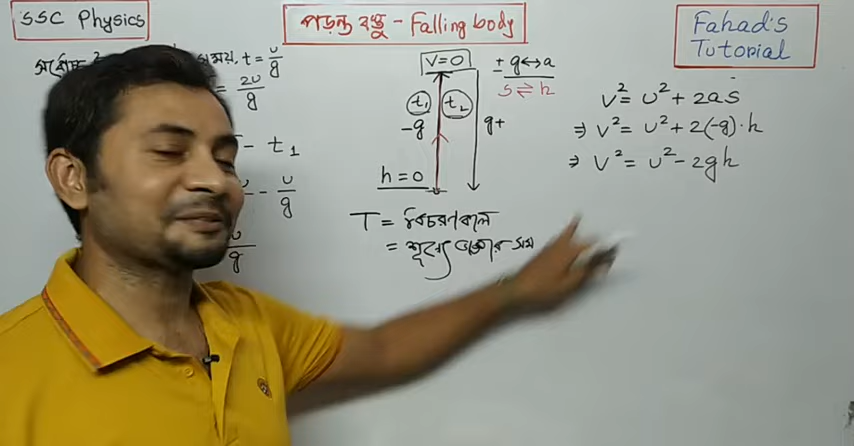 SSC Physics
পড়ন্ত বস্তু - Falling body
Fahad's
Tutorial
সময়, t = u/g
= 2u/g
- t₁
- u/g
u/g
v=0
± g↔a
s⇌h
t₁
t₂
-g
g+
h=0
T = বিচরণকাল
= শূন্যে থাকার সময়
v² = u² + 2as
⇒ v² = u² + 2(-g)·h
⇒ v² = u² - 2gh